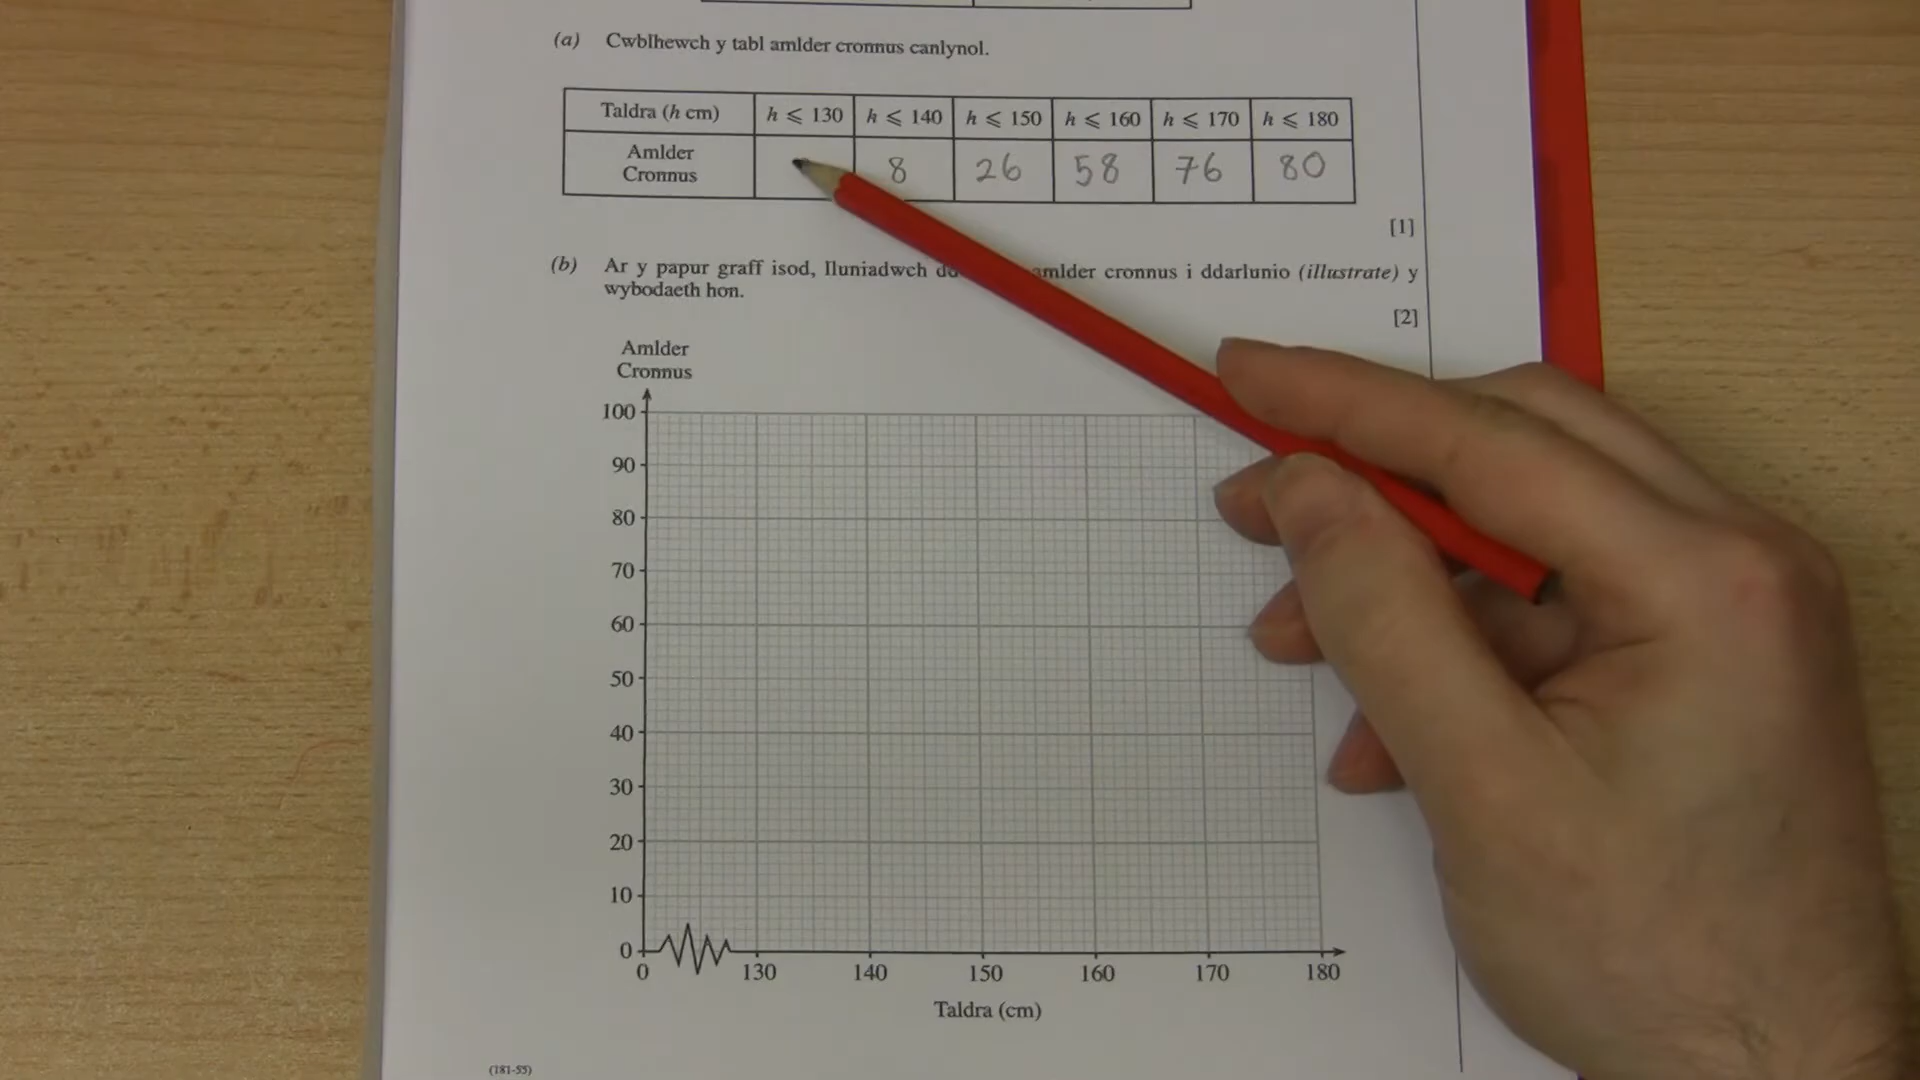 (a) Cwblhewch y tabl amlder cronnus canlynol.
Taldra (h cm) h ⩽ 130 h ⩽ 140 h ⩽ 150 h ⩽ 160 h ⩽ 170 h ⩽ 180
Amlder
Cronnus 8 26 58 76 80
[1]
(b) Ar y papur graff isod, lluniadwch amlder cronnus i ddarlunio (illustrate) y
wybodaeth hon.
[2]
Amlder
Cronnus
100
90
80
70
60
50
40
30
20
10
0
0 130 140 150 160 170 180
Taldra (cm)
(181-55)